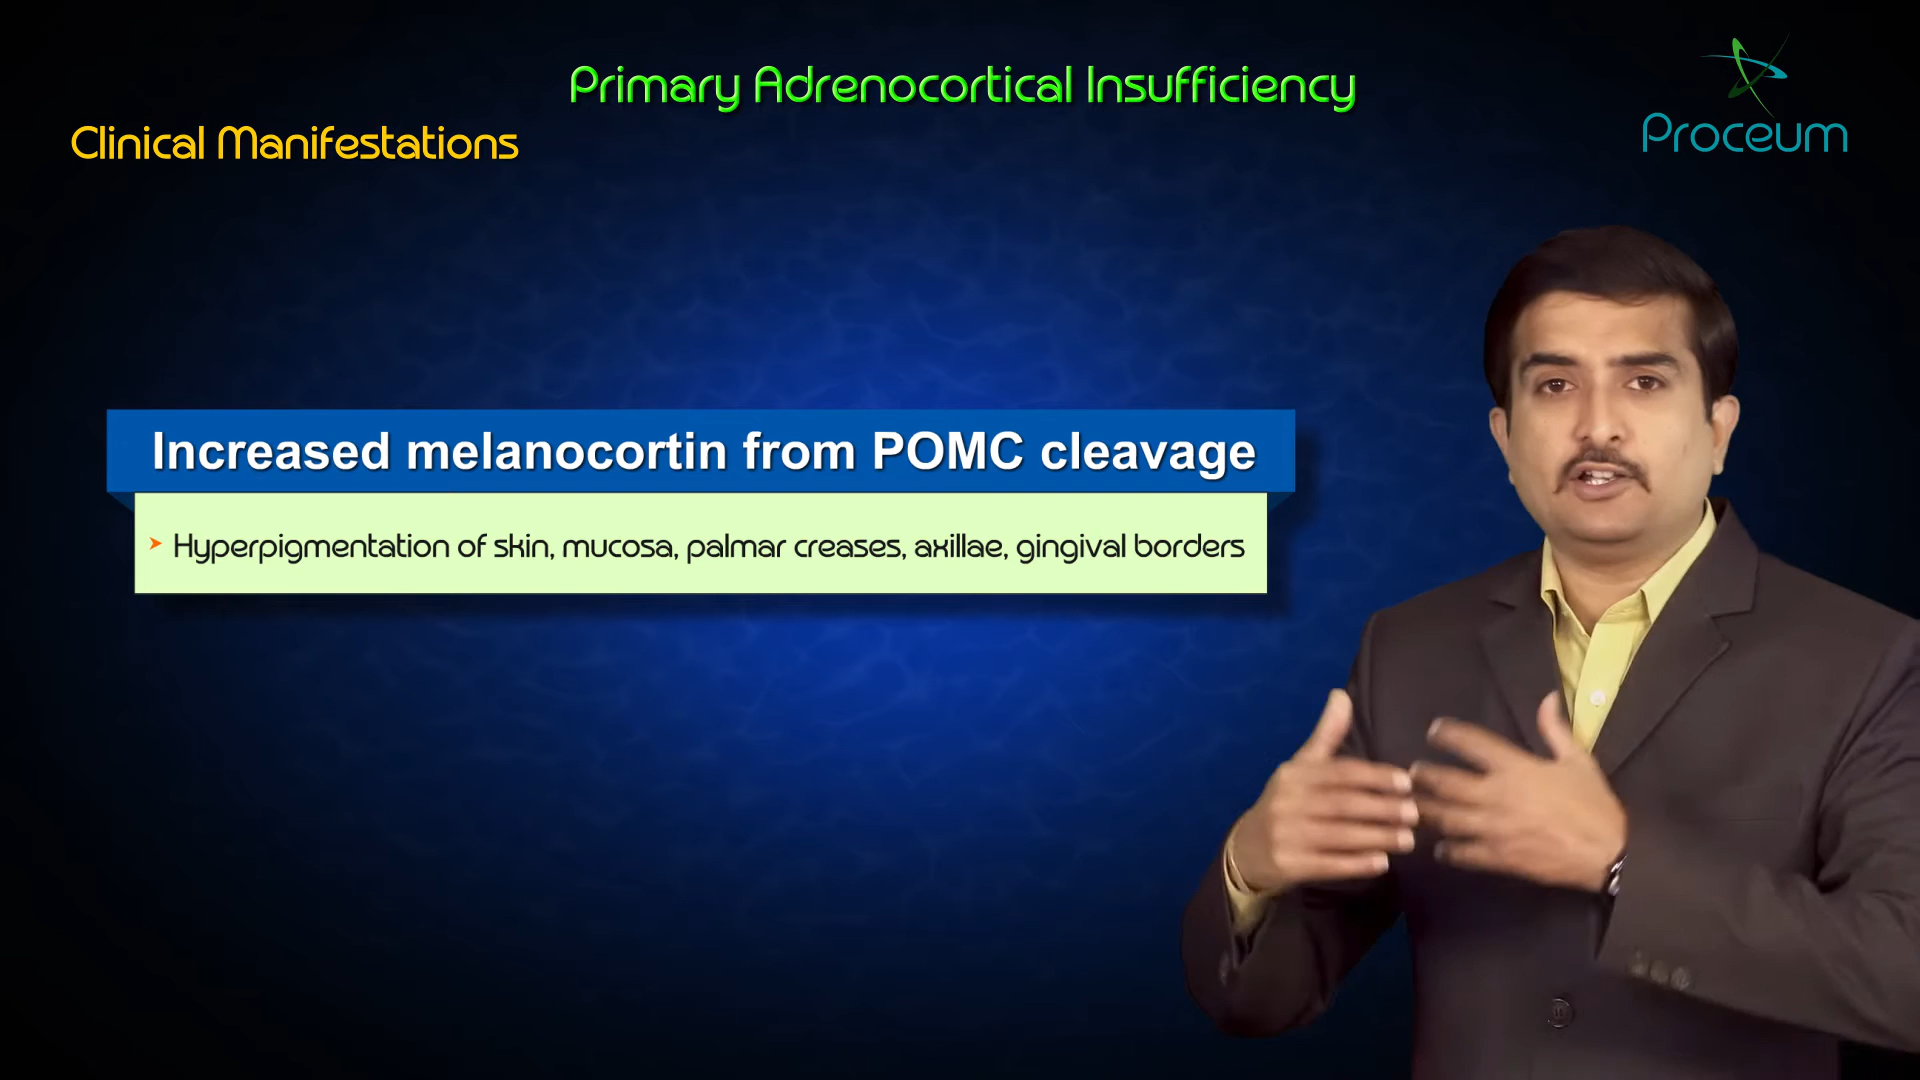 Primary Adrenocortical Insufficiency
Clinical Manifestations
Proceum
Increased melanocortin from POMC cleavage
➤ Hyperpigmentation of skin, mucosa, palmar creases, axillae, gingival borders